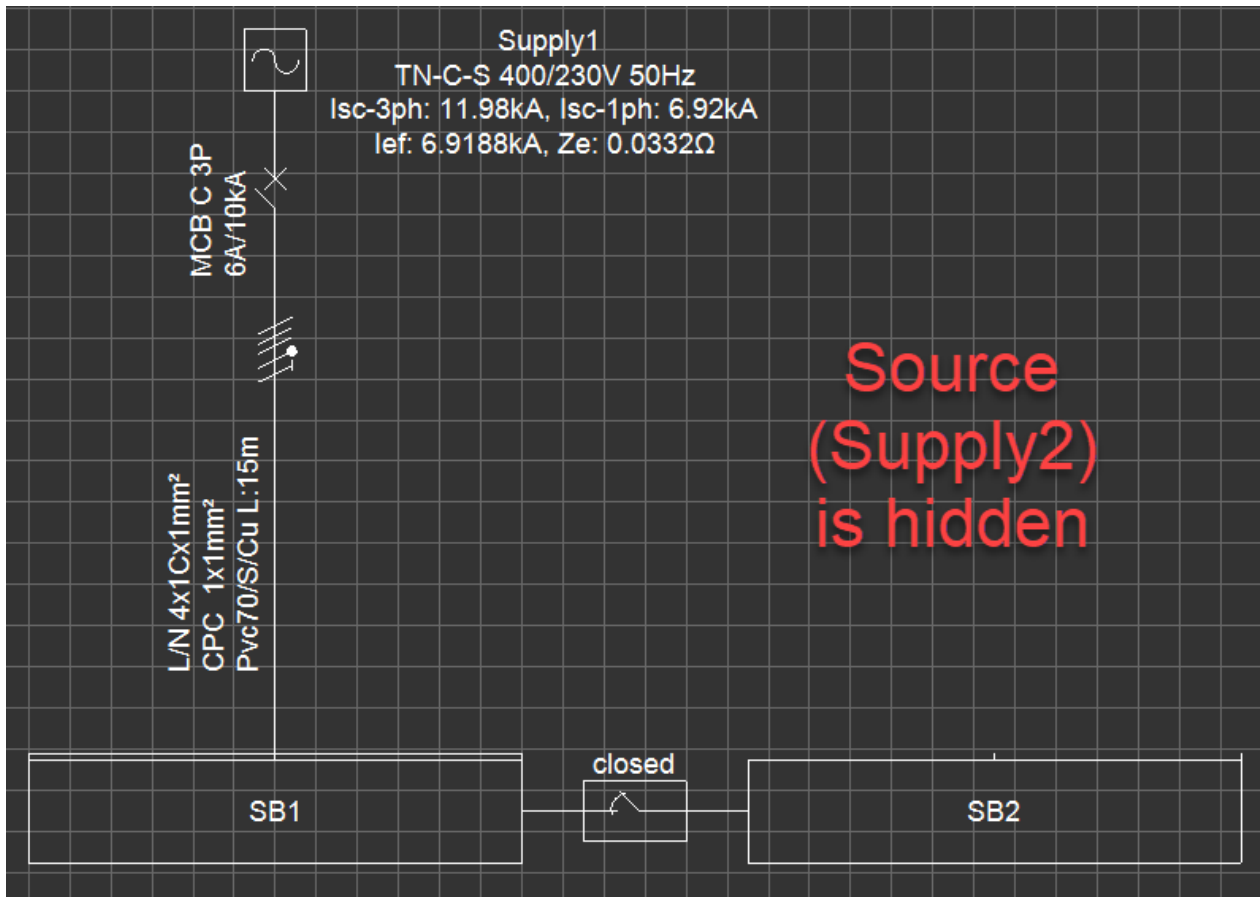 Supply1
TN-C-S 400/230V 50Hz
Isc-3ph: 11.98kA, Isc-1ph: 6.92kA
Ief: 6.9188kA, Ze: 0.0332Ω
MCB C 3P
6A/10kA
Source
(Supply2)
is hidden
L/N 4x1Cx1mm²
CPC 1x1mm²
Pvc70/S/Cu L:15m
closed
SB1
SB2